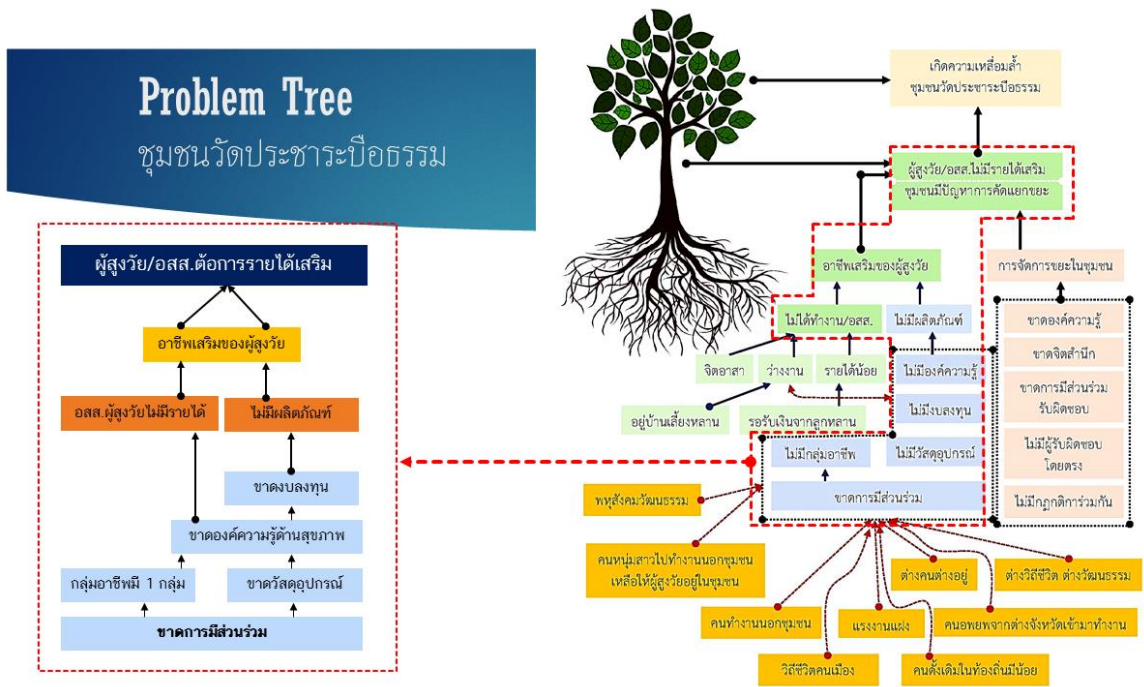 Problem Tree
ชุมชนวัดประชาระบือธรรม
ผู้สูงวัย/อสส.ต้อการรายได้เสริม
อาชีพเสริมของผู้สูงวัย
อสส.ผู้สูงวัยไม่มีรายได้
ไม่มีผลิตภัณฑ์
ขาดงบลงทุน
ขาดองค์ความรู้ด้านสุขภาพ
กลุ่มอาชีพมี 1 กลุ่ม
ขาดวัสดุอุปกรณ์
ขาดการมีส่วนร่วม
เกิดความเหลื่อมล้ำ
ชุมชนวัดประชาระบือธรรม
ผู้สูงวัย/อสส.ไม่มีรายได้เสริม
ชุมชนมีปัญหาการคัดแยกขยะ
อาชีพเสริมของผู้สูงวัย
การจัดการขยะในชุมชน
ไม่ได้ทำงาน/อสส.
ไม่มีผลิตภัณฑ์
จิตอาสา
ว่างงาน
รายได้น้อย
อยู่บ้านเลี้ยงหลาน
รอรับเงินจากลูกหลาน
ไม่มีองค์ความรู้
ไม่มีงบลงทุน
ไม่มีวัสดุอุปกรณ์
ไม่มีกลุ่มอาชีพ
ขาดการมีส่วนร่วม
ขาดองค์ความรู้
ขาดจิตสำนึก
ขาดการมีส่วนร่วม
รับผิดชอบ
ไม่มีผู้รับผิดชอบ
โดยตรง
ไม่มีกฎกติการ่วมกัน
พหุสังคมวัฒนธรรม
คนหนุ่มสาวไปทำงานนอกชุมชน
เหลือให้ผู้สูงวัยอยู่ในชุมชน
ต่างคนต่างอยู่
ต่างวิถีชีวิต ต่างวัฒนธรรม
คนทำงานนอกชุมชน
แรงงานแฝง
คนอพยพจากต่างจังหวัดเข้ามาทำงาน
วิถีชีวิตคนเมือง
คนดั้งเดิมในท้องถิ่นมีน้อย